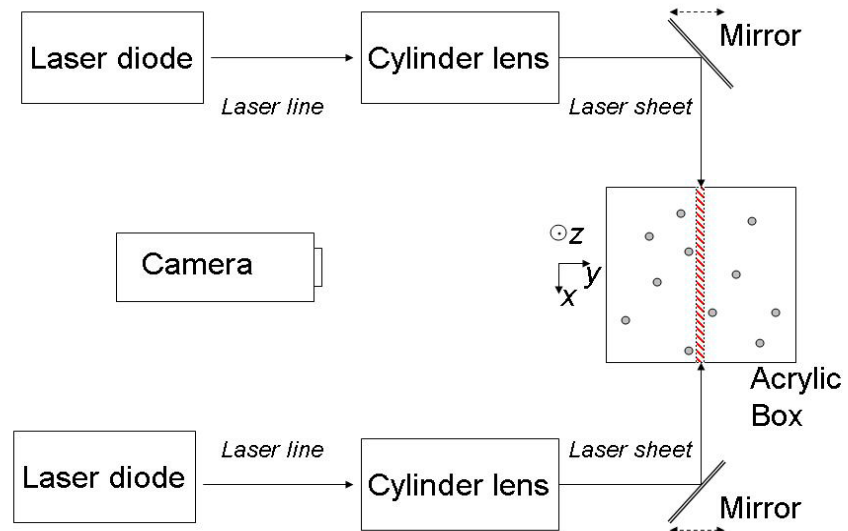 Laser diode
Laser line
Cylinder lens
Laser sheet
Mirror
Camera
z
y
x
Acrylic
Box
Laser diode
Laser line
Cylinder lens
Laser sheet
Mirror